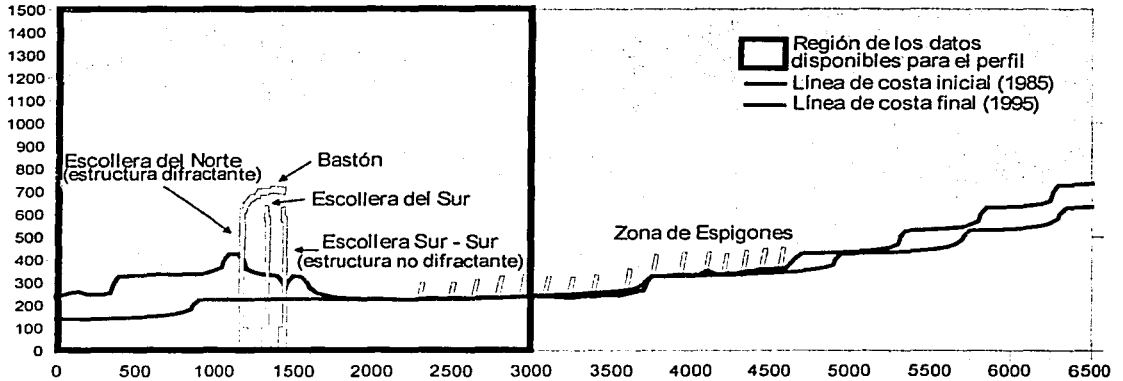 1500
1400
1300
1200
1100
1000
900
800
700
600
500
400
300
200
100
0
Región de los datos
disponibles para el perfil
Línea de costa inicial (1985)
Línea de costa final (1995)
Escollera del Norte
(estructura difractante)
Bastón
Escollera del Sur
Escollera Sur - Sur
(estructura no difractante)
Zona de Espigones
0 500 1000 1500 2000 2500 3000 3500 4000 4500 5000 5500 6000 6500